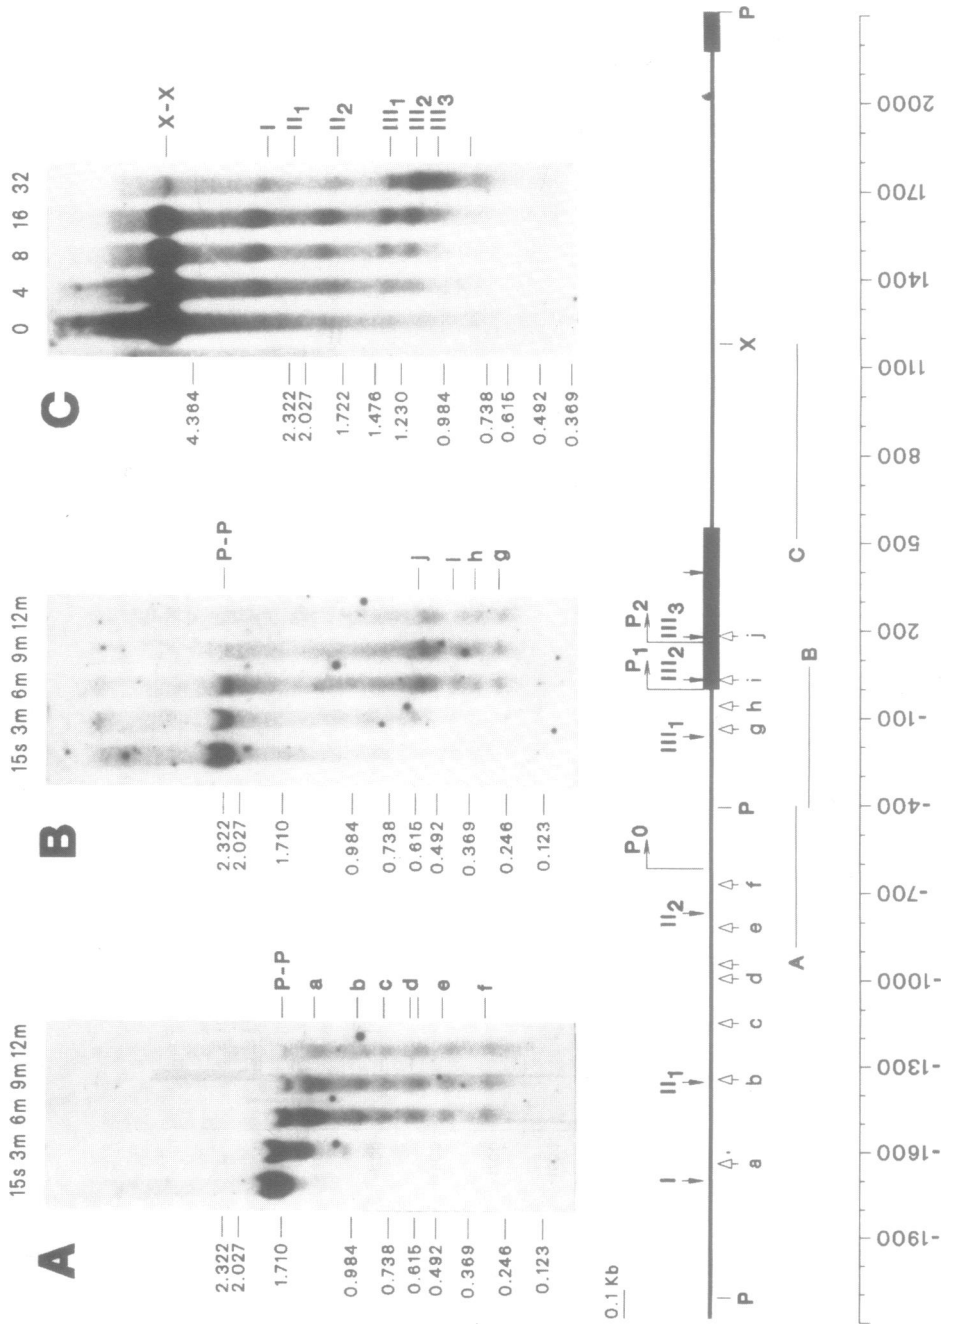 A
15s 3m 6m 9m 12m
2.322
2.027
1.710
0.984
0.738
0.615
0.492
0.369
0.246
0.123
P-P
a
b
c
d
e
f
B
15s 3m 6m 9m 12m
2.322
2.027
1.710
0.984
0.738
0.615
0.492
0.369
0.246
0.123
P-P
j
i
h
g
C
0 4 8 16 32
4.364
2.322
2.027
1.722
1.476
1.230
0.984
0.738
0.615
0.492
0.369
X-X
I
II1
II2
III1
III2
III3
0.1 Kb
P0 P1 P2
I II1 II2 III1 III2 III3
P a b c d e f P g h i j X P
A B C
-1900 -1600 -1300 -1000 -700 -400 -100 200 500 800 1100 1400 1700 2000